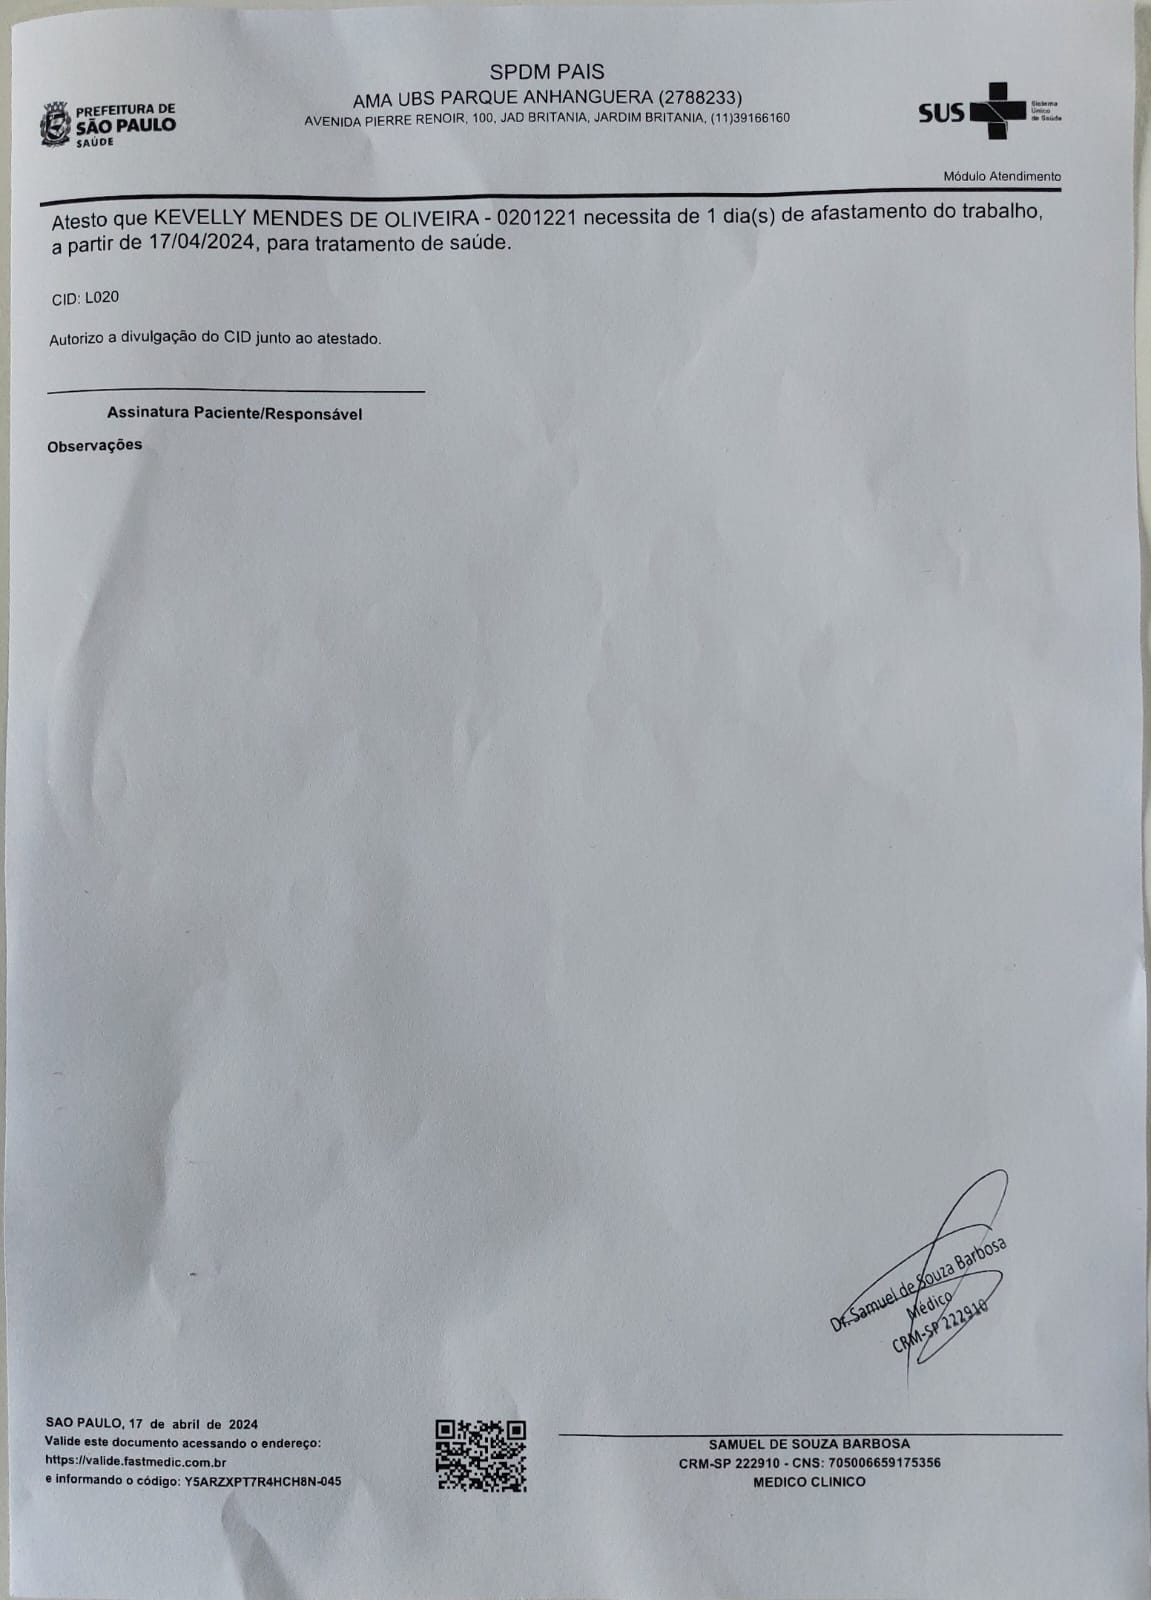 PREFEITURA DE
SÃO PAULO
SAÚDE
SPDM PAIS
AMA UBS PARQUE ANHANGUERA (2788233)
AVENIDA PIERRE RENOIR, 100, JAD BRITANIA, JARDIM BRITANIA, (11)39166160
SUS
Sistema
Único
de Saúde
Módulo Atendimento
Atesto que KEVELLY MENDES DE OLIVEIRA - 0201221 necessita de 1 dia(s) de afastamento do trabalho,
a partir de 17/04/2024, para tratamento de saúde.
CID: L020
Autorizo a divulgação do CID junto ao atestado.
Assinatura Paciente/Responsável
Observações
Dr. Samuel de Souza Barbosa
Médico
CRM-SP 222910
SAO PAULO, 17 de abril de 2024
Valide este documento acessando o endereço:
https://valide.fastmedic.com.br
e informando o código: Y5ARZXPT7R4HCH8N-045
SAMUEL DE SOUZA BARBOSA
CRM-SP 222910 - CNS: 705006659175356
MEDICO CLINICO